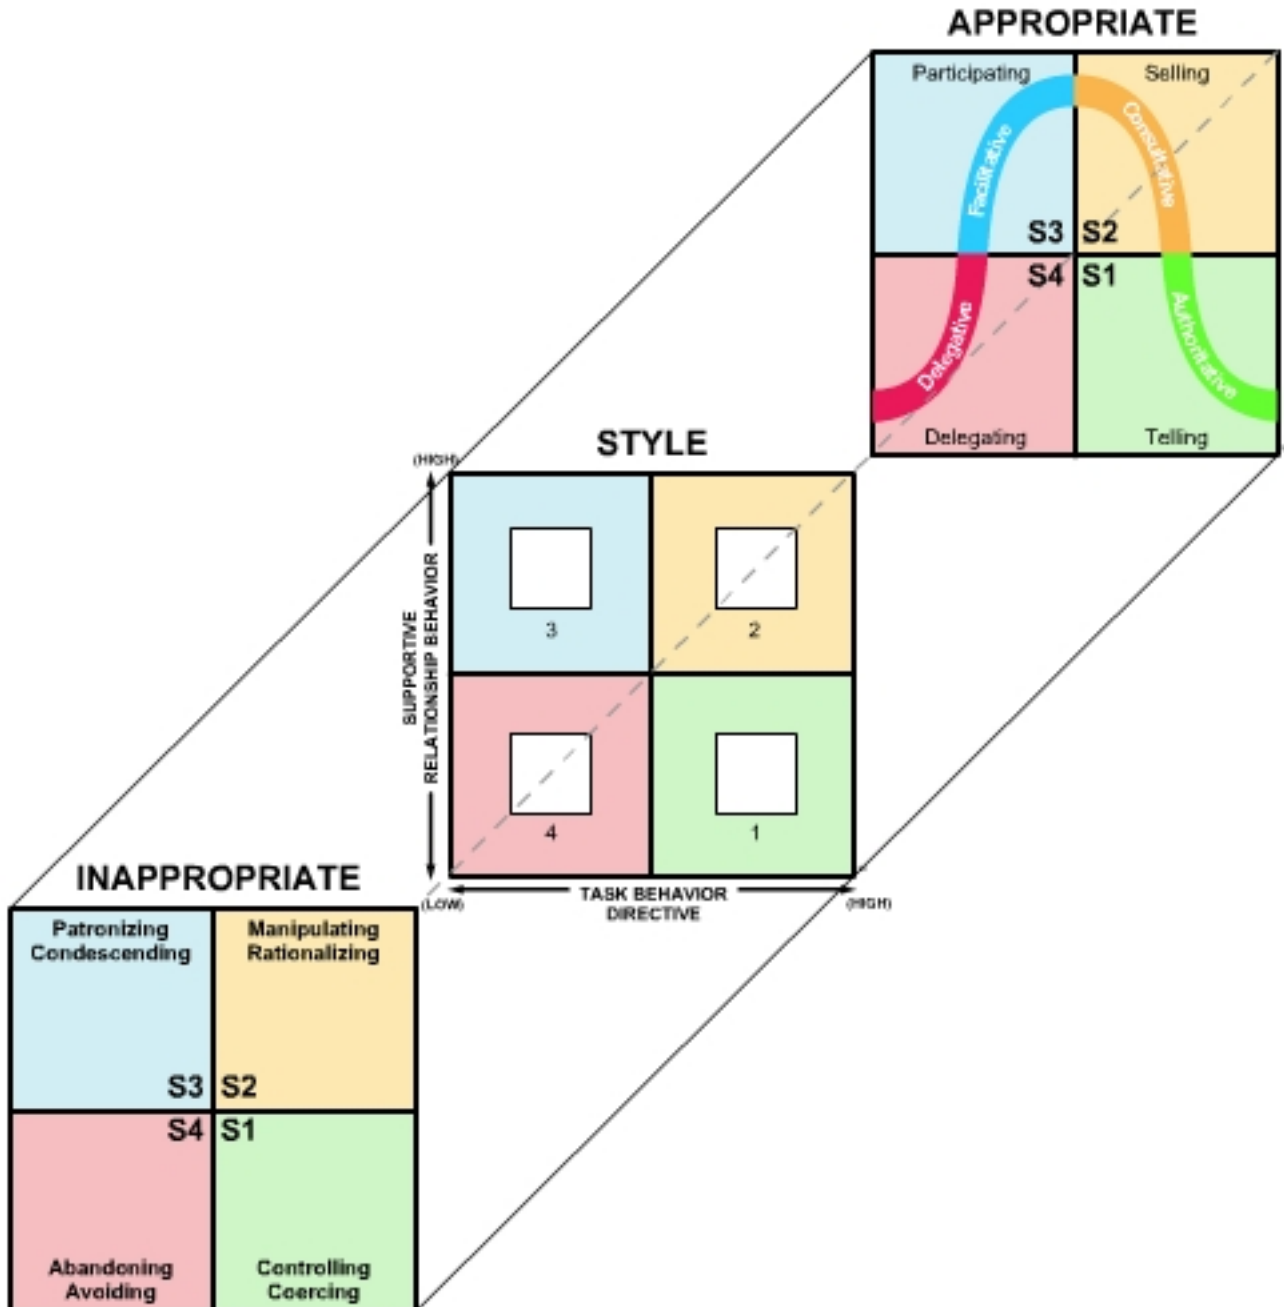 APPROPRIATE
Participating
Selling
Facilitative
Consultative
S3
S2
S4
S1
Delegative
Authoritative
Delegating
Telling
STYLE
(HIGH)
3
2
SUPPORTIVE
RELATIONSHIP BEHAVIOR
4
1
(LOW)
TASK BEHAVIOR
DIRECTIVE
(HIGH)
INAPPROPRIATE
Patronizing
Condescending
Manipulating
Rationalizing
S3
S2
S4
S1
Abandoning
Avoiding
Controlling
Coercing